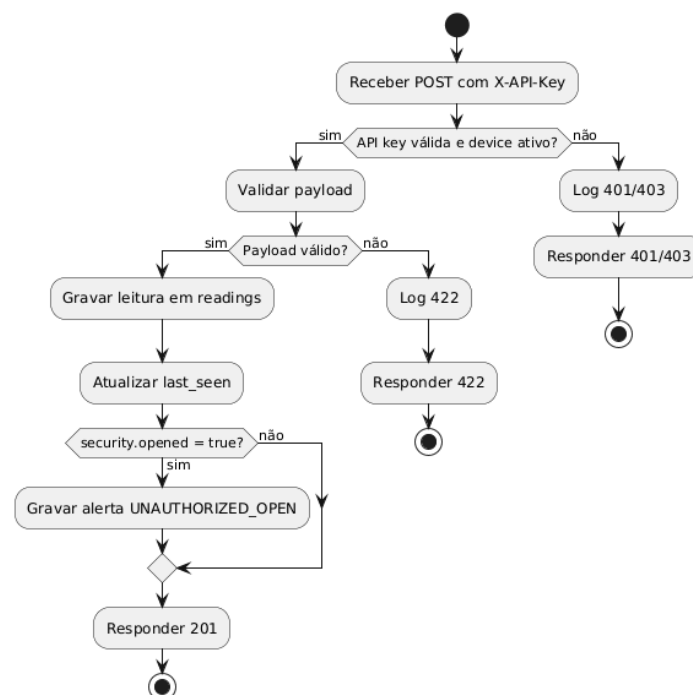 Receber POST com X-API-Key
sim
API key válida e device ativo?
não
Validar payload
Log 401/403
sim
Payload válido?
não
Responder 401/403
Gravar leitura em readings
Log 422
Atualizar last_seen
Responder 422
security.opened = true?
não
sim
Gravar alerta UNAUTHORIZED_OPEN
Responder 201